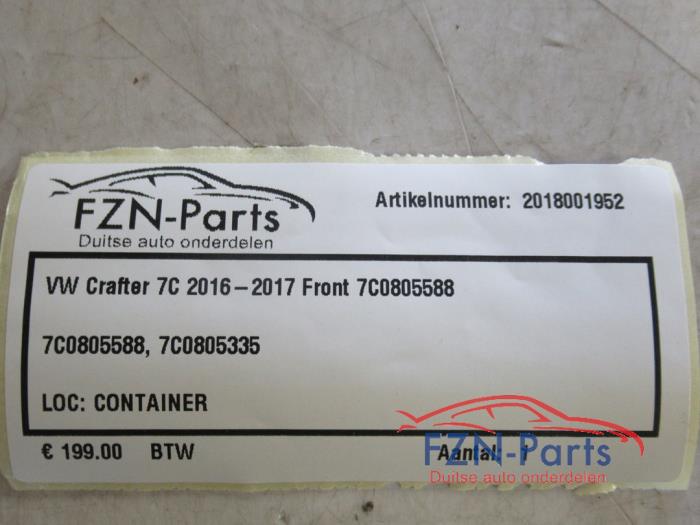 FZN-Parts
Duitse auto onderdelen
Artikelnummer: 2018001952
VW Crafter 7C 2016-2017 Front 7C0805588
7C0805588, 7C0805335
LOC: CONTAINER
€ 199.00 BTW Aantal: 1
FZN-Parts
Duitse auto onderdelen